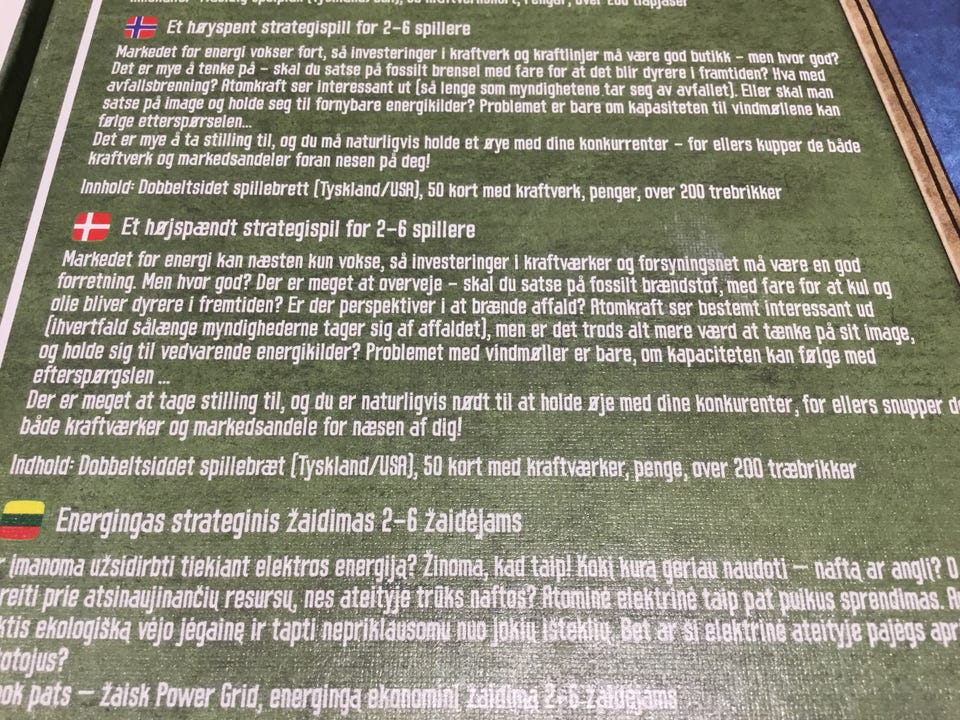 over 200 trapjäser
Et høyspent strategispill for 2-6 spillere
Markedet for energi vokser fort, så investeringer i kraftverk og kraftlinjer må være god butikk - men hvor god?
Det er mye å tenke på - skal du satse på fossilt brensel med fare for at det blir dyrere i framtiden? Hva med
avfallsbrenning? Atomkraft ser interessant ut (så lenge som myndighetene tar seg av avfallet). Eller skal man
satse på image og holde seg til fornybare energikilder? Problemet er bare om kapasiteten til vindmøllene kan
følge etterspørselen...
Det er mye å ta stilling til, og du må naturligvis holde et øye med dine konkurrenter - for ellers kupper de både
kraftverk og markedsandeler foran nesen på deg!
Innhold: Dobbeltsidet spillebrett (Tyskland/USA), 50 kort med kraftverk, penger, over 200 trebrikker
Et højspændt strategispil for 2-6 spillere
Markedet for energi kan næsten kun vokse, så investeringer i kraftværker og forsyningsnet må være en god
forretning. Men hvor god? Der er meget at overveje - skal du satse på fossilt brændstof, med fare for at kul og
olie bliver dyrere i fremtiden? Er der perspektiver i at brænde affald? Atomkraft ser bestemt interessant ud
(ihvertfald sålænge myndighederne tager sig af affaldet), men er det trods alt mere værd at tænke på sit image,
og holde sig til vedvarende energikilder? Problemet med vindmøller er bare, om kapaciteten kan følge med
efterspørgslen ...
Der er meget at tage stilling til, og du er naturligvis nødt til at holde øje med dine konkurenter, for ellers snupper
både kraftværker og markedsandele for næsen af dig!
Indhold: Dobbeltsiddet spillebræt (Tyskland/USA), 50 kort med kraftværker, penge, over 200 træbrikker
Energingas strateginis žaidimas 2-6 žaidėjams
įmanoma užsidirbti tiekiant elektros energiją? Žinoma, kad taip! Kokį kurą geriau naudoti – naftą ar anglį?
prie atsinaujinančių resursų, nes ateityje trūks naftos? Atominė elektrinė taip pat puikus sprendimas.
ekologišką vėjo jėgainę ir tapti nepriklausomu nuo jokių išteklių. Bet ar ši elektrinė ateityje pajėgs
pats – žaisk Power Grid, energingą ekonominį žaidimą 2-6 žaidėjams